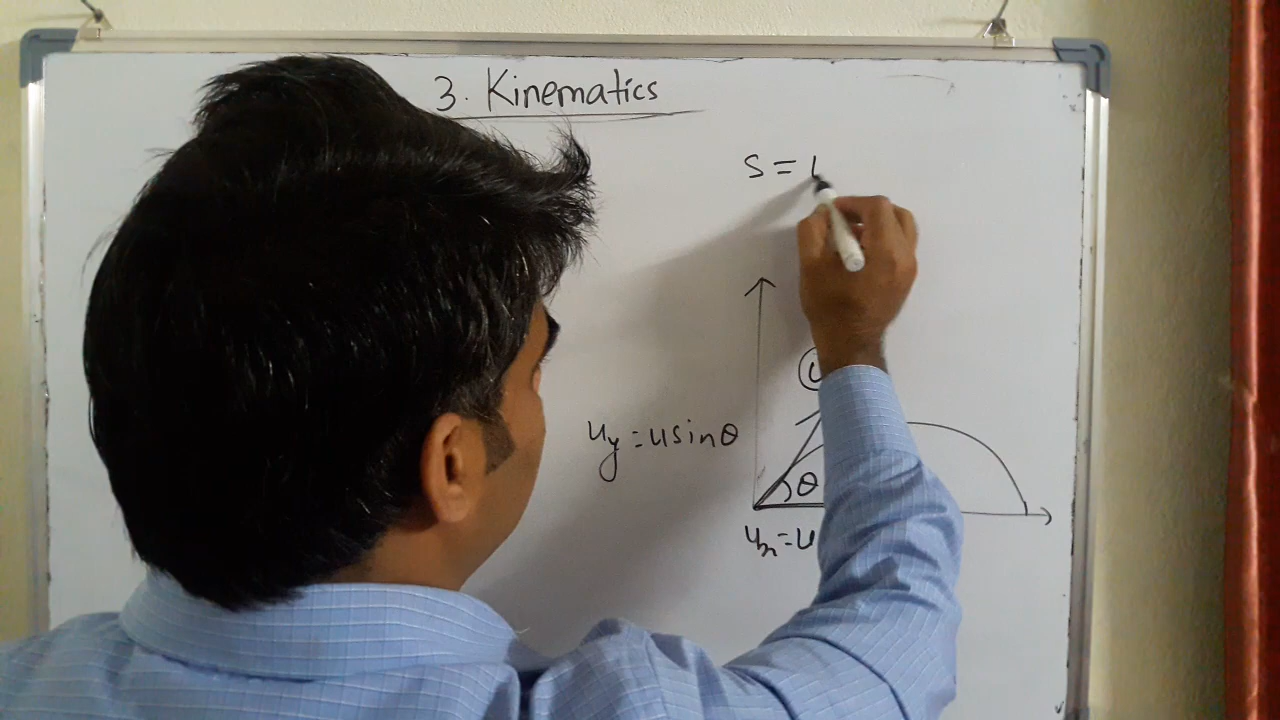 3. Kinematics
S =
u
uy = usinθ
θ
ux = u